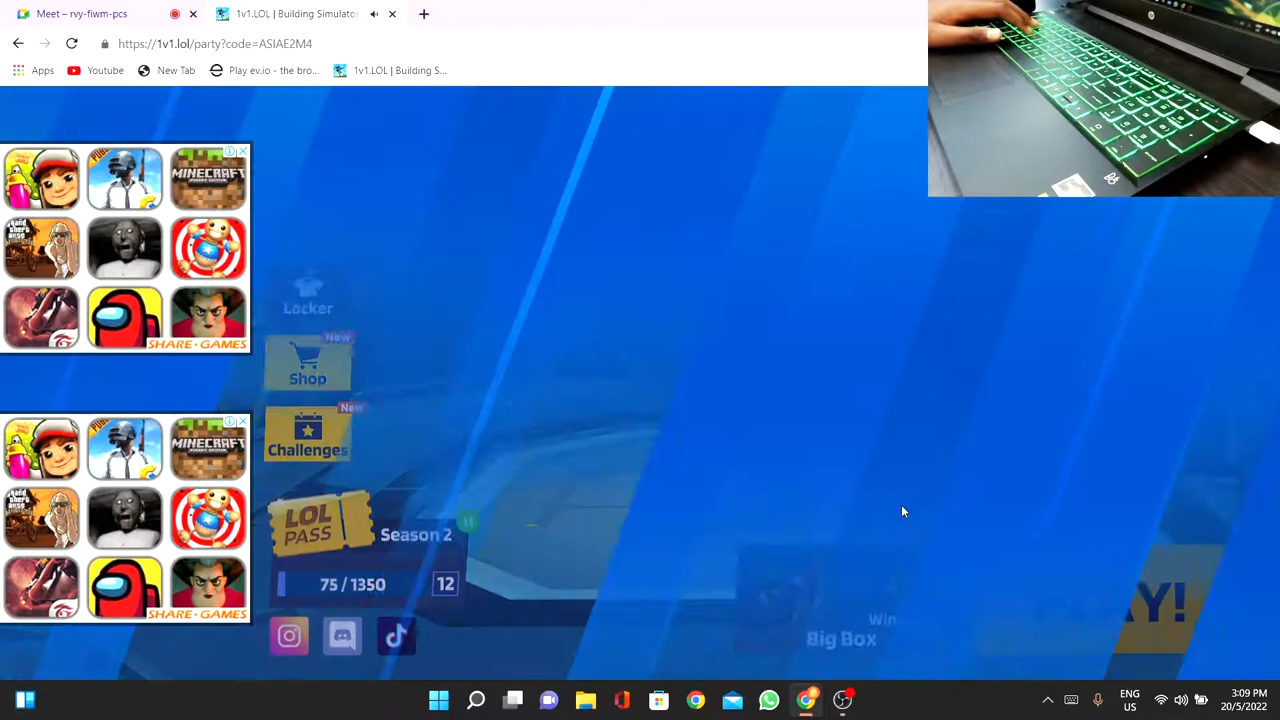 Meet – rvy-fiwm-pcs
1v1.LOL | Building Simulator
https://1v1.lol/party?code=ASIAE2M4
Apps
Youtube
New Tab
Play ev.io - the bro...
1v1.LOL | Building S...
MINECRAFT
SHARE·GAMES
Locker
New
Shop
New
Challenges
LOL PASS
Season 2
75 / 1350
12
Win
Big Box
MINECRAFT
SHARE·GAMES
ENG
US
3:09 PM
20/5/2022